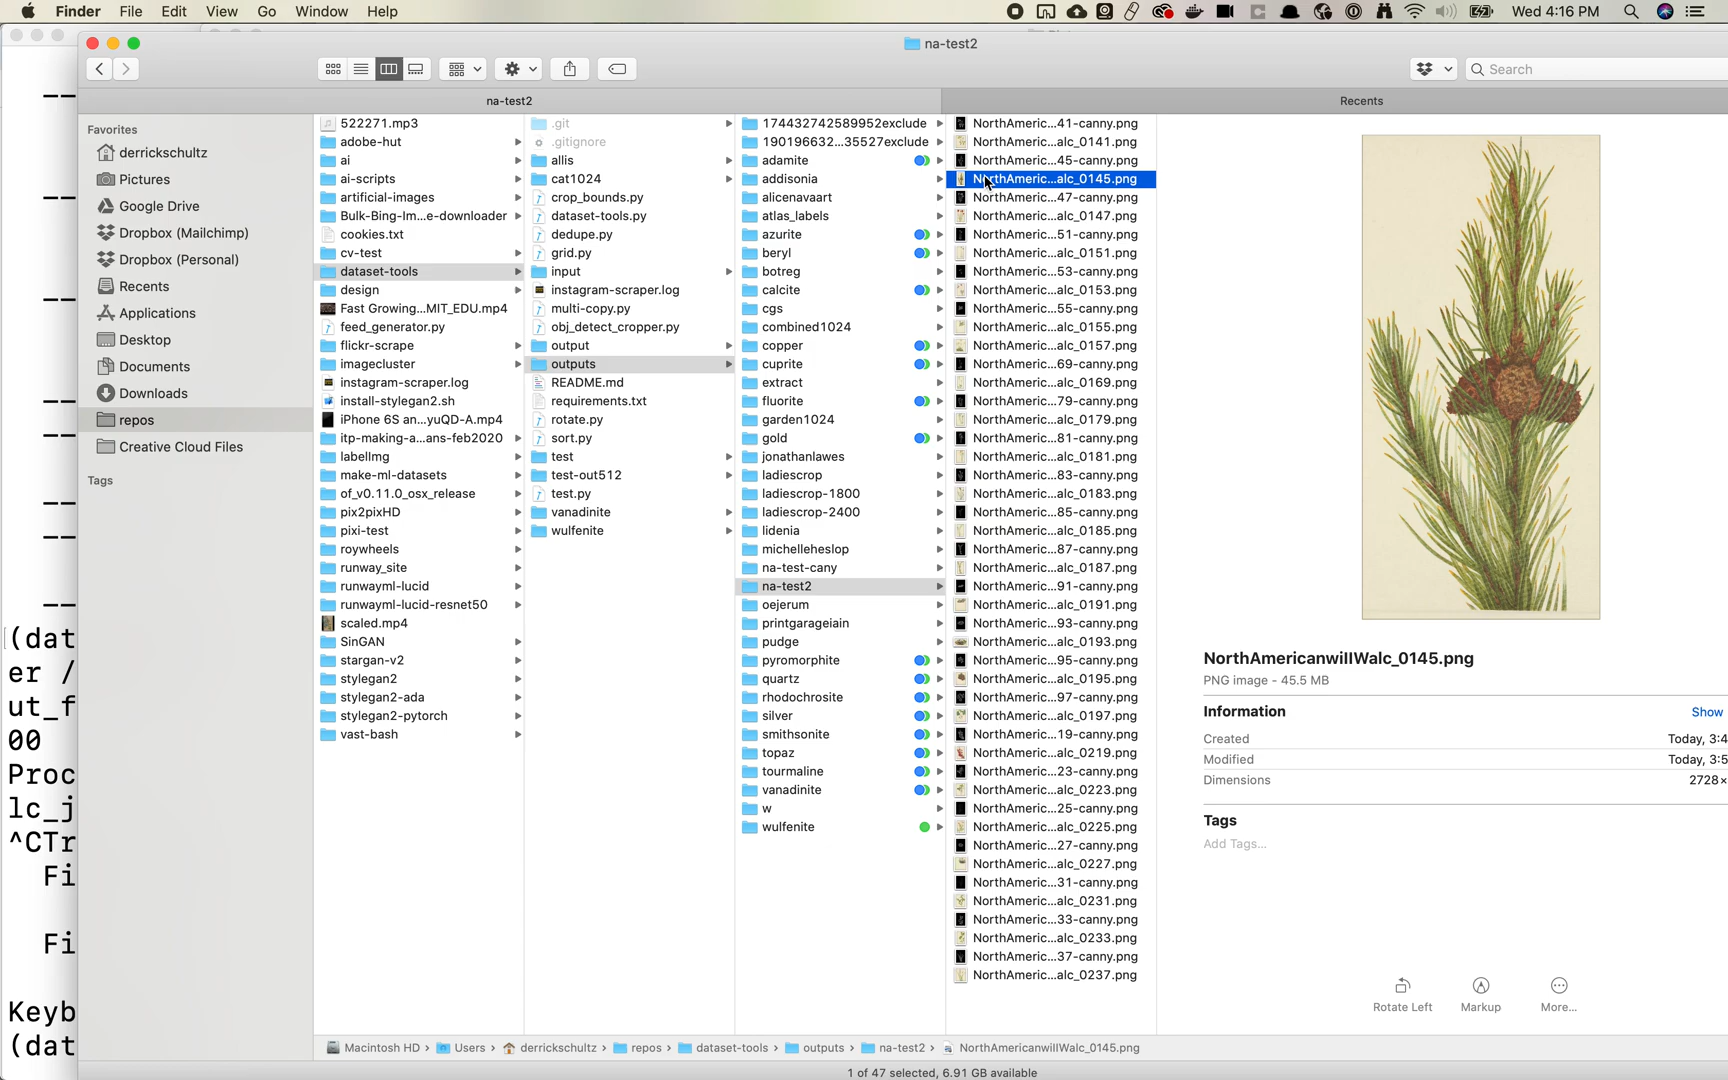 Finder File Edit View Go Window Help Wed 4:16 PM
na-test2
Search
na-test2 Recents
Favorites
derrickschultz
Pictures
Google Drive
Dropbox (Mailchimp)
Dropbox (Personal)
Recents
Applications
Desktop
Documents
Downloads
repos
Creative Cloud Files
Tags
522271.mp3
adobe-hut
ai
ai-scripts
artificial-images
Bulk-Bing-Im...e-downloader
cookies.txt
cv-test
dataset-tools
design
Fast Growing...MIT_EDU.mp4
feed_generator.py
flickr-scrape
imagecluster
instagram-scraper.log
install-stylegan2.sh
iPhone 6S an...yuQD-A.mp4
itp-making-a...ans-feb2020
labelImg
make-ml-datasets
of_v0.11.0_osx_release
pix2pixHD
pixi-test
roywheels
runway_site
runwayml-lucid
runwayml-lucid-resnet50
scaled.mp4
SinGAN
stargan-v2
stylegan2
stylegan2-ada
stylegan2-pytorch
vast-bash
.git
.gitignore
allis
cat1024
crop_bounds.py
dataset-tools.py
dedupe.py
grid.py
input
instagram-scraper.log
multi-copy.py
obj_detect_cropper.py
output
outputs
README.md
requirements.txt
rotate.py
sort.py
test
test-out512
test.py
vanadinite
wulfenite
174432742589952exclude
190196632...35527exclude
adamite
addisonia
alicenavaart
atlas_labels
azurite
beryl
botreg
calcite
cgs
combined1024
copper
cuprite
extract
fluorite
garden1024
gold
jonathanlawes
ladiescrop
ladiescrop-1800
ladiescrop-2400
lidenia
michelleheslop
na-test-cany
na-test2
oejerum
printgarageiain
pudge
pyromorphite
quartz
rhodochrosite
silver
smithsonite
topaz
tourmaline
vanadinite
w
wulfenite
NorthAmeric...41-canny.png
NorthAmeric...alc_0141.png
NorthAmeric...45-canny.png
NorthAmeric...alc_0145.png
NorthAmeric...47-canny.png
NorthAmeric...alc_0147.png
NorthAmeric...51-canny.png
NorthAmeric...alc_0151.png
NorthAmeric...53-canny.png
NorthAmeric...alc_0153.png
NorthAmeric...55-canny.png
NorthAmeric...alc_0155.png
NorthAmeric...alc_0157.png
NorthAmeric...69-canny.png
NorthAmeric...alc_0169.png
NorthAmeric...79-canny.png
NorthAmeric...alc_0179.png
NorthAmeric...81-canny.png
NorthAmeric...alc_0181.png
NorthAmeric...83-canny.png
NorthAmeric...alc_0183.png
NorthAmeric...85-canny.png
NorthAmeric...alc_0185.png
NorthAmeric...87-canny.png
NorthAmeric...alc_0187.png
NorthAmeric...91-canny.png
NorthAmeric...alc_0191.png
NorthAmeric...93-canny.png
NorthAmeric...alc_0193.png
NorthAmeric...95-canny.png
NorthAmeric...alc_0195.png
NorthAmeric...97-canny.png
NorthAmeric...alc_0197.png
NorthAmeric...19-canny.png
NorthAmeric...alc_0219.png
NorthAmeric...23-canny.png
NorthAmeric...alc_0223.png
NorthAmeric...25-canny.png
NorthAmeric...alc_0225.png
NorthAmeric...27-canny.png
NorthAmeric...alc_0227.png
NorthAmeric...31-canny.png
NorthAmeric...alc_0231.png
NorthAmeric...33-canny.png
NorthAmeric...alc_0233.png
NorthAmeric...37-canny.png
NorthAmeric...alc_0237.png
NorthAmericanwillWalc_0145.png
PNG image - 45.5 MB
Information Show
Created Today, 3:4
Modified Today, 3:5
Dimensions 2728×
Tags
Add Tags...
Rotate Left Markup More...
Macintosh HD › Users › derrickschultz › repos › dataset-tools › outputs › na-test2 › NorthAmericanwillWalc_0145.png
1 of 47 selected, 6.91 GB available
--
--
--
--
--
--
--
--
(dat
er /
ut_f
00
Proc
lc_j
^CTr
Fi
Fi
Keyb
(dat